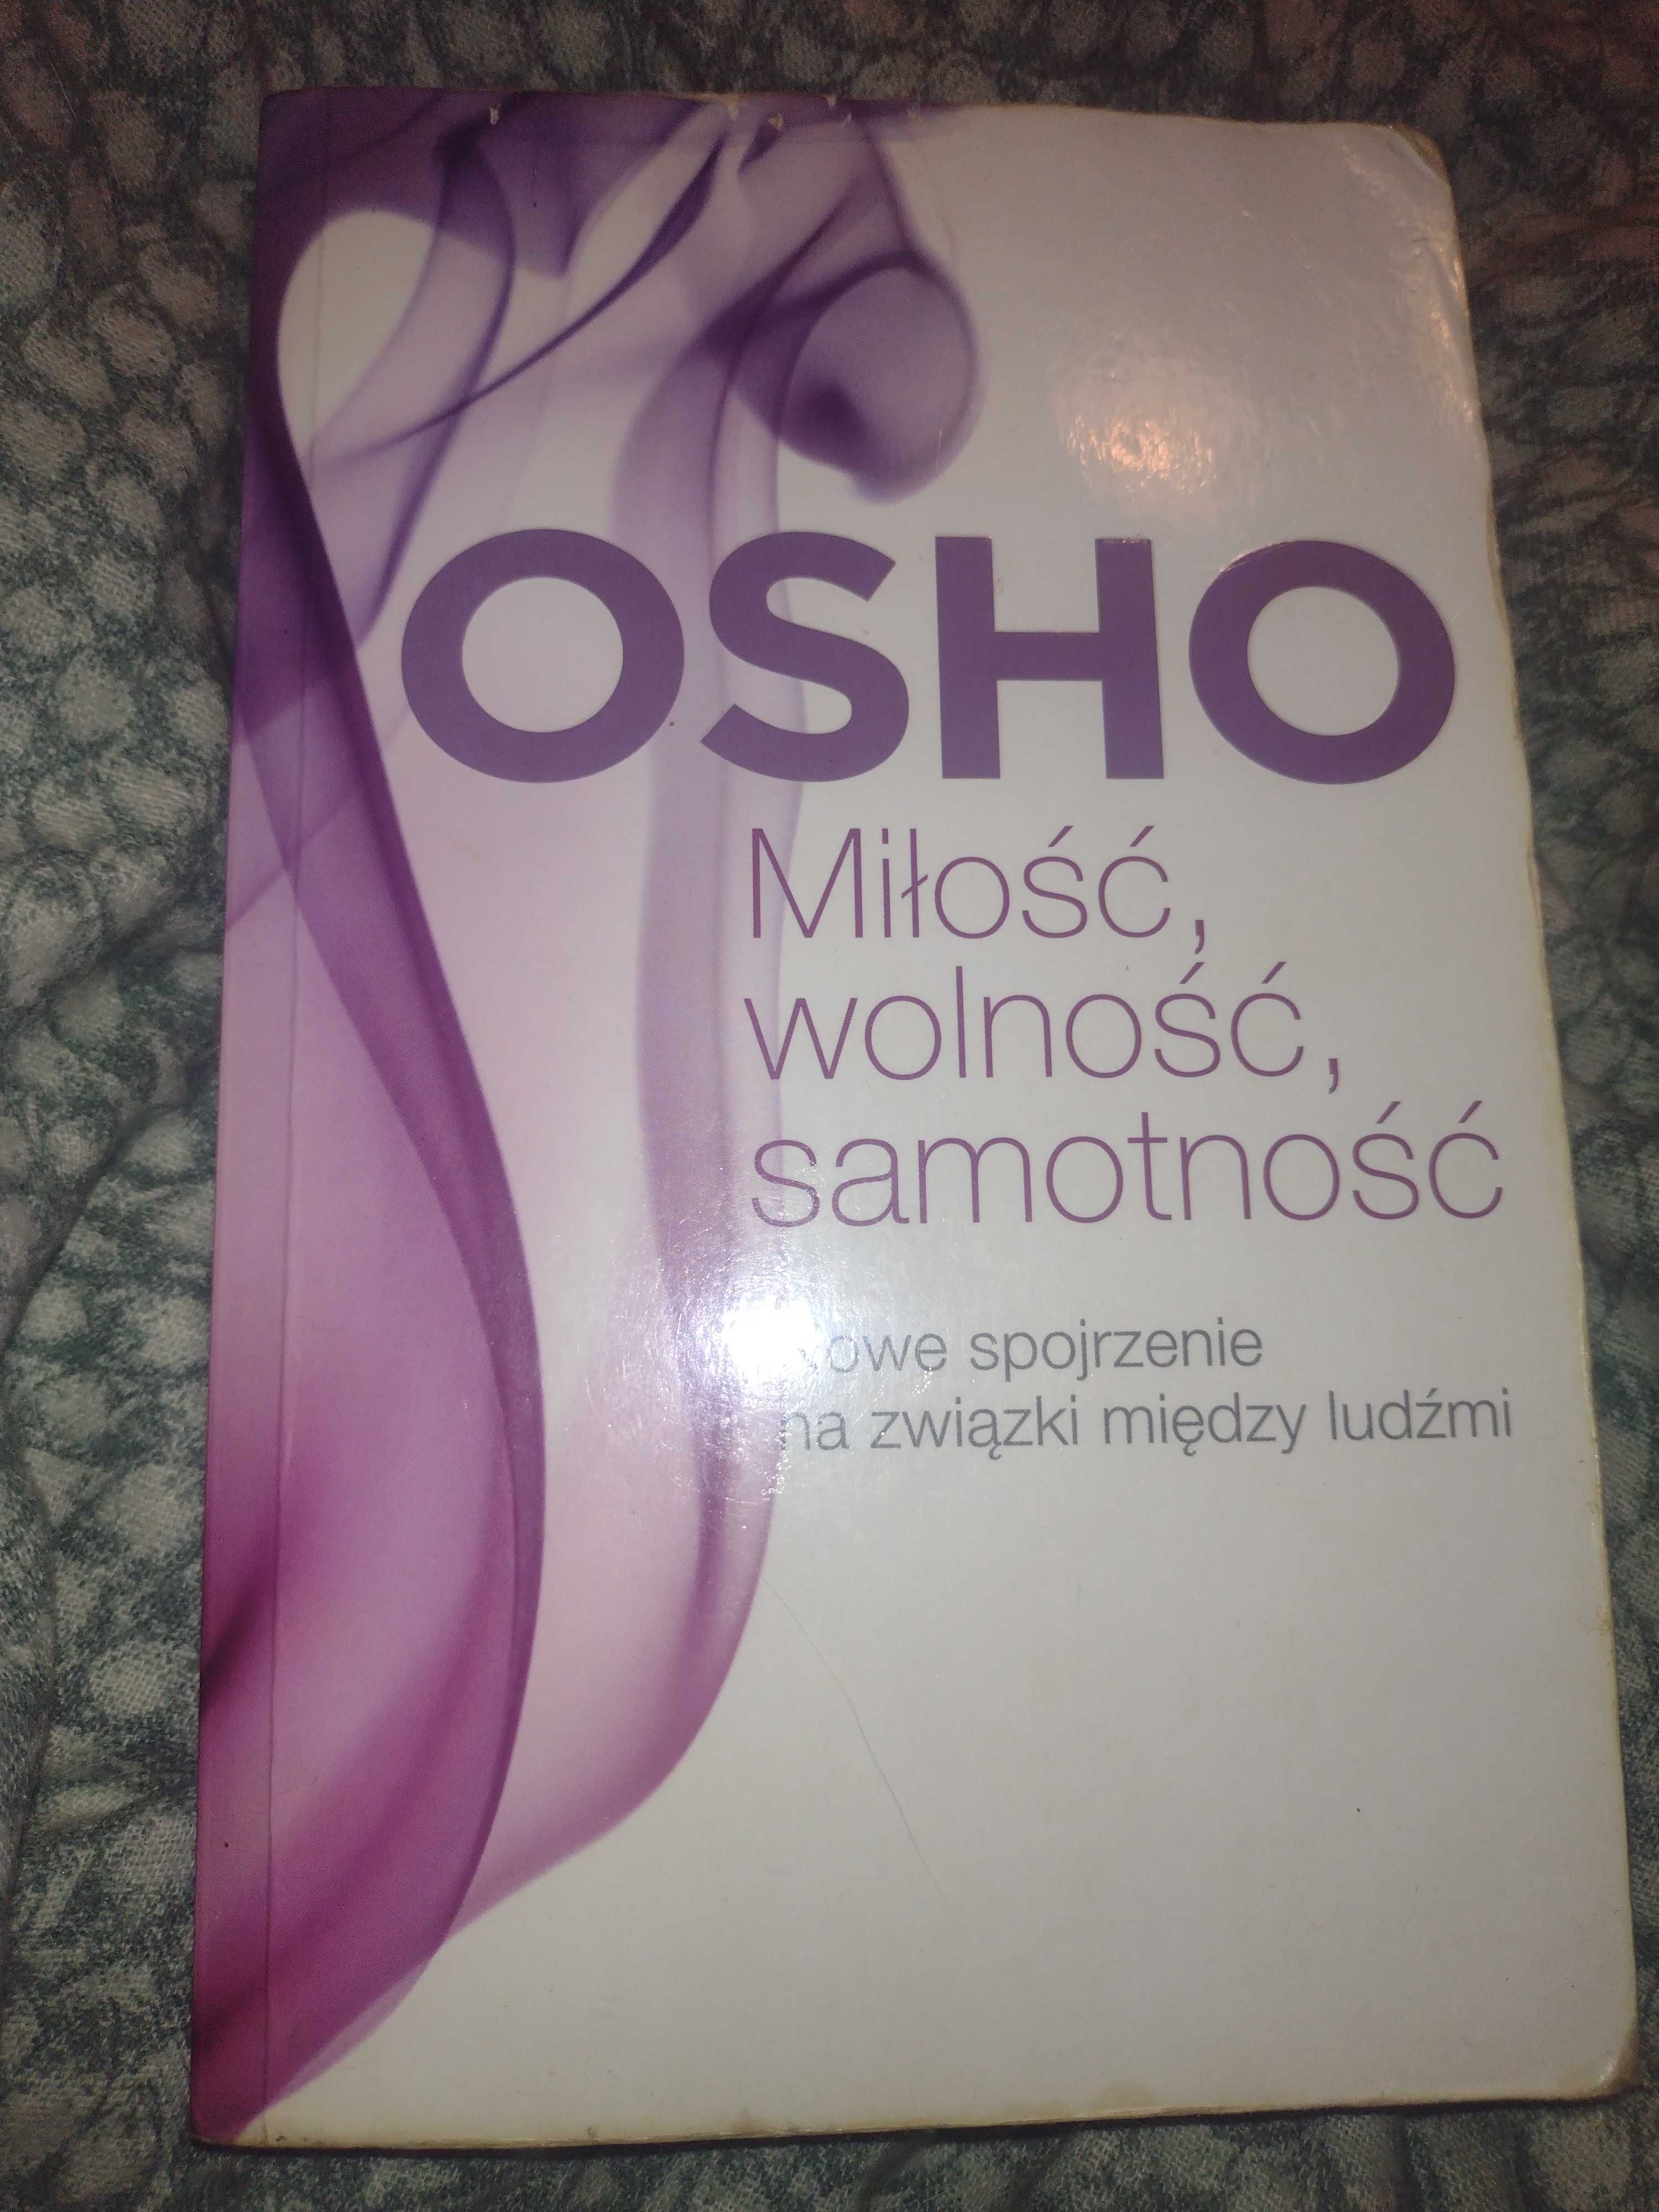 OSHO
Miłość,
wolność,
samotność
spojrzenie
na związki między ludźmi